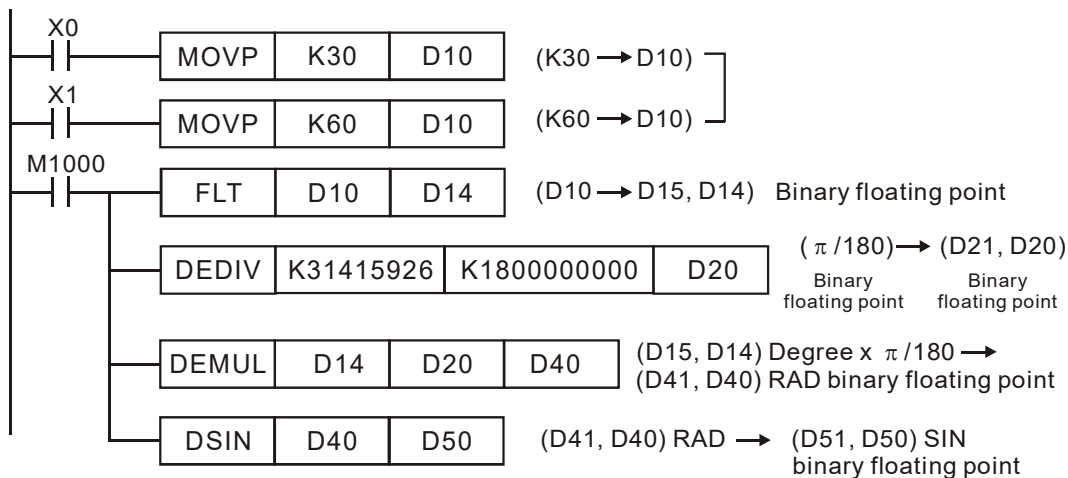 X0
MOVP K30 D10 (K30 → D10)
X1
MOVP K60 D10 (K60 → D10)
M1000
FLT D10 D14 (D10 → D15, D14) Binary floating point
DEDIV K31415926 K1800000000 D20 (π/180) → (D21, D20)
Binary floating point
Binary floating point
DEMUL D14 D20 D40 (D15, D14) Degree x π/180 →
(D41, D40) RAD binary floating point
DSIN D40 D50 (D41, D40) RAD → (D51, D50) SIN
binary floating point